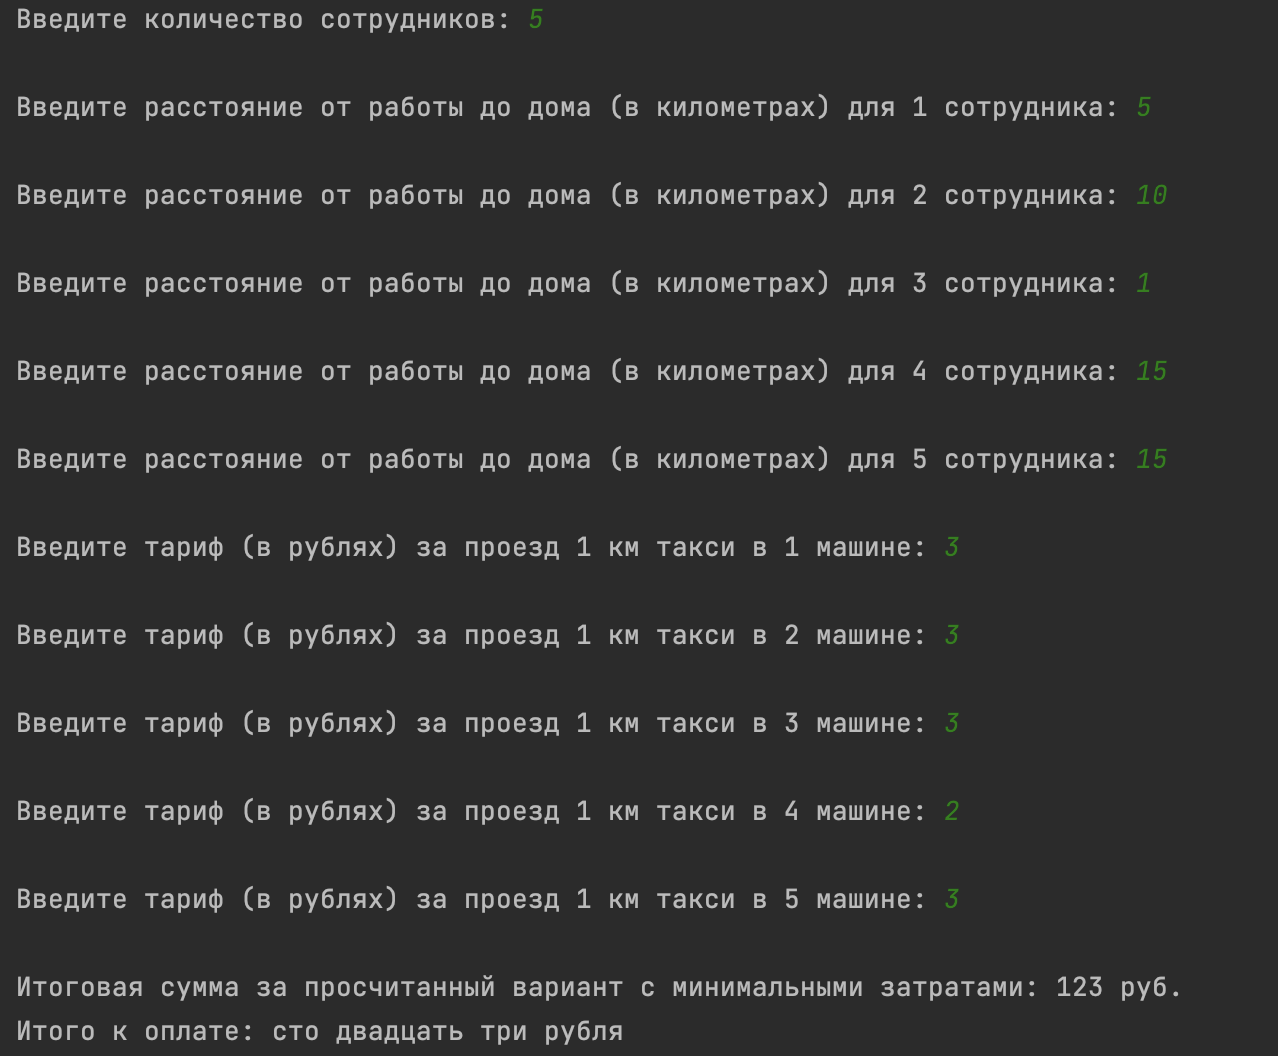 Введите количество сотрудников: 5
Введите расстояние от работы до дома (в километрах) для 1 сотрудника: 5
Введите расстояние от работы до дома (в километрах) для 2 сотрудника: 10
Введите расстояние от работы до дома (в километрах) для 3 сотрудника: 1
Введите расстояние от работы до дома (в километрах) для 4 сотрудника: 15
Введите расстояние от работы до дома (в километрах) для 5 сотрудника: 15
Введите тариф (в рублях) за проезд 1 км такси в 1 машине: 3
Введите тариф (в рублях) за проезд 1 км такси в 2 машине: 3
Введите тариф (в рублях) за проезд 1 км такси в 3 машине: 3
Введите тариф (в рублях) за проезд 1 км такси в 4 машине: 2
Введите тариф (в рублях) за проезд 1 км такси в 5 машине: 3
Итоговая сумма за просчитанный вариант с минимальными затратами: 123 руб.
Итого к оплате: сто двадцать три рубля